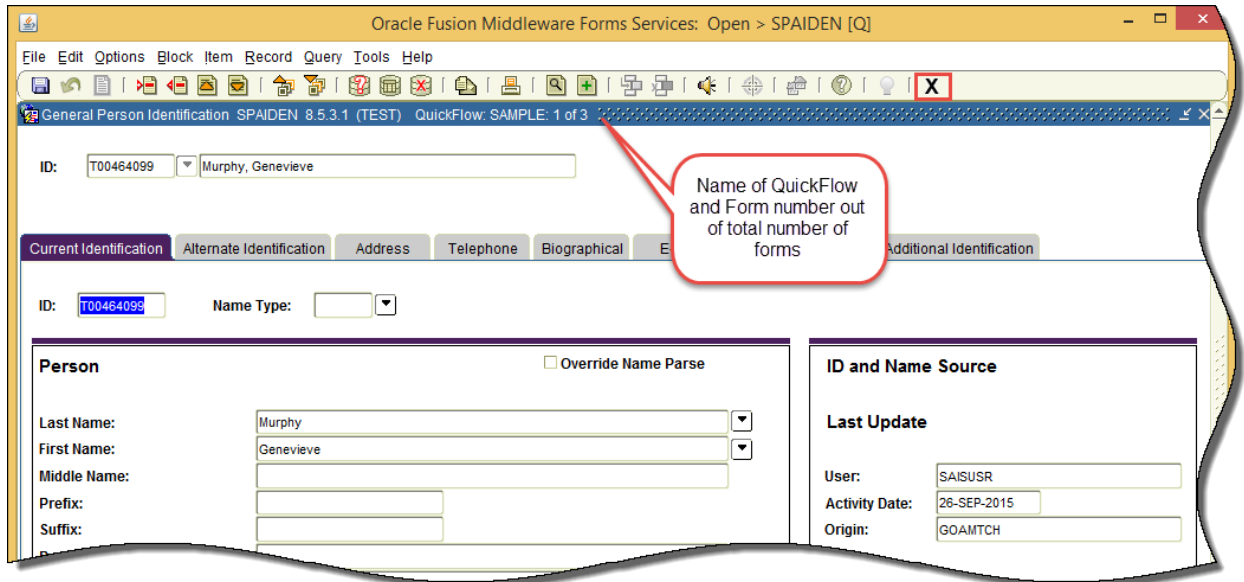 Oracle Fusion Middleware Forms Services: Open > SPAIDEN [Q]
File Edit Options Block Item Record Query Tools Help
X
General Person Identification SPAIDEN 8.5.3.1 (TEST) QuickFlow: SAMPLE: 1 of 3
ID: T00464099 Murphy, Genevieve
Name of QuickFlow
and Form number out
of total number of
forms
Current Identification Alternate Identification Address Telephone Biographical E Additional Identification
ID: T00464099 Name Type:
Person Override Name Parse ID and Name Source
Last Name: Murphy Last Update
First Name: Genevieve
Middle Name: User: SAISUSR
Prefix: Activity Date: 26-SEP-2015
Suffix: Origin: GOAMTCH